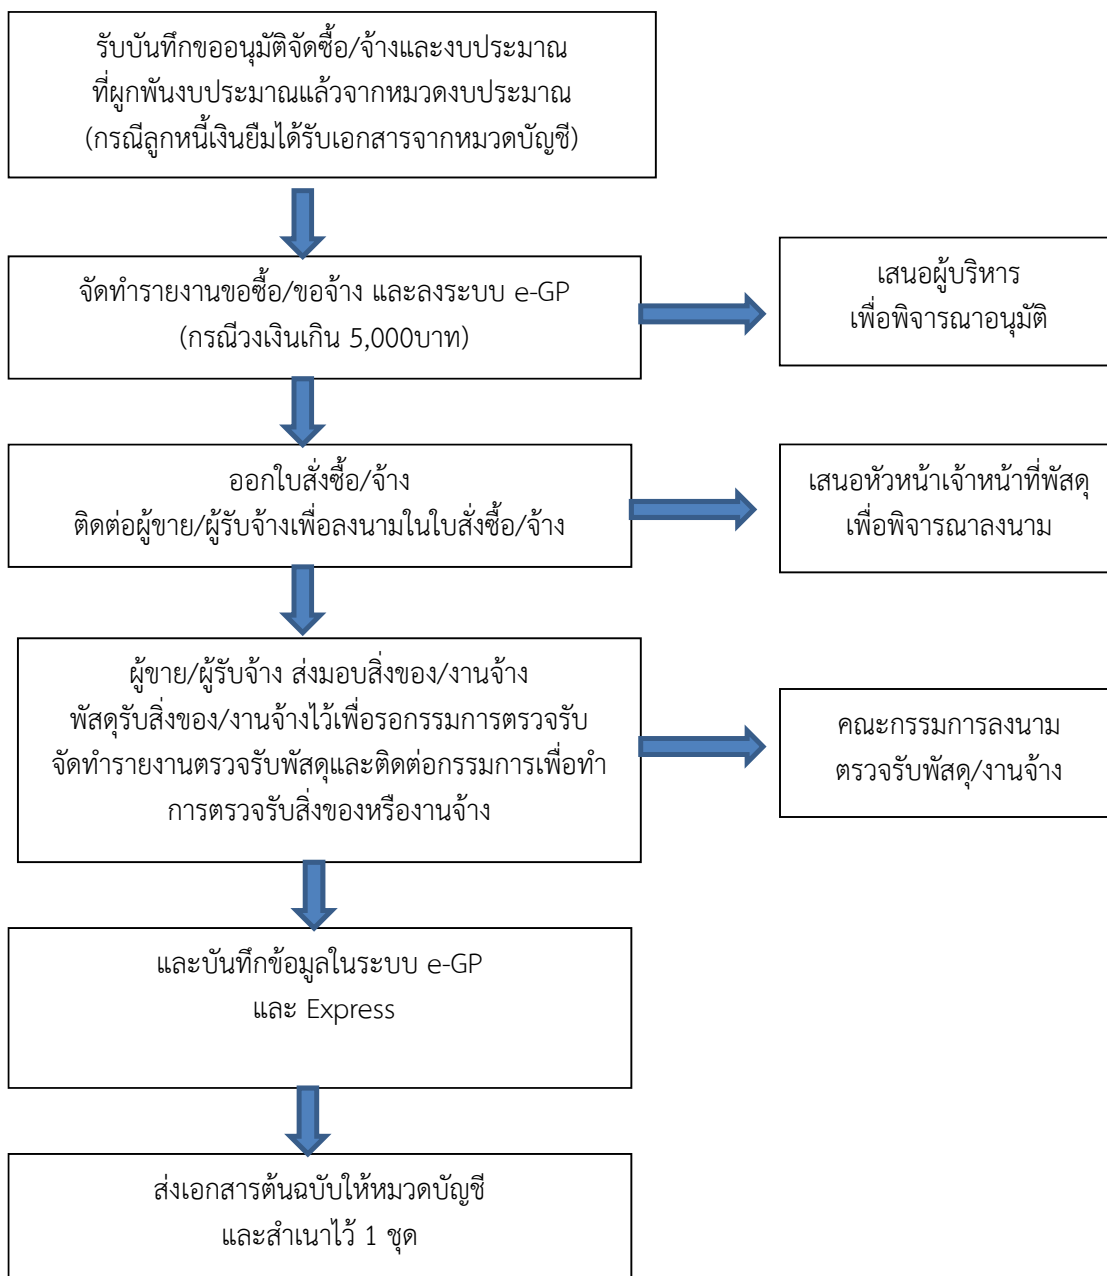 รับบันทึกขออนุมัติจัดซื้อ/จ้างและงบประมาณ
ที่ผูกพันงบประมาณแล้วจากหมวดงบประมาณ
(กรณีลูกหนี้เงินยืมได้รับเอกสารจากหมวดบัญชี)
จัดทำรายงานขอซื้อ/ขอจ้าง และลงระบบ e-GP
(กรณีวงเงินเกิน 5,000บาท)
เสนอผู้บริหาร
เพื่อพิจารณาอนุมัติ
ออกใบสั่งซื้อ/จ้าง
ติดต่อผู้ขาย/ผู้รับจ้างเพื่อลงนามในใบสั่งซื้อ/จ้าง
เสนอหัวหน้าเจ้าหน้าที่พัสดุ
เพื่อพิจารณาลงนาม
ผู้ขาย/ผู้รับจ้าง ส่งมอบสิ่งของ/งานจ้าง
พัสดุรับสิ่งของ/งานจ้างไว้เพื่อรอกรรมการตรวจรับ
จัดทำรายงานตรวจรับพัสดุและติดต่อกรรมการเพื่อทำ
การตรวจรับสิ่งของหรืองานจ้าง
คณะกรรมการลงนาม
ตรวจรับพัสดุ/งานจ้าง
และบันทึกข้อมูลในระบบ e-GP
และ Express
ส่งเอกสารต้นฉบับให้หมวดบัญชี
และสำเนาไว้ 1 ชุด